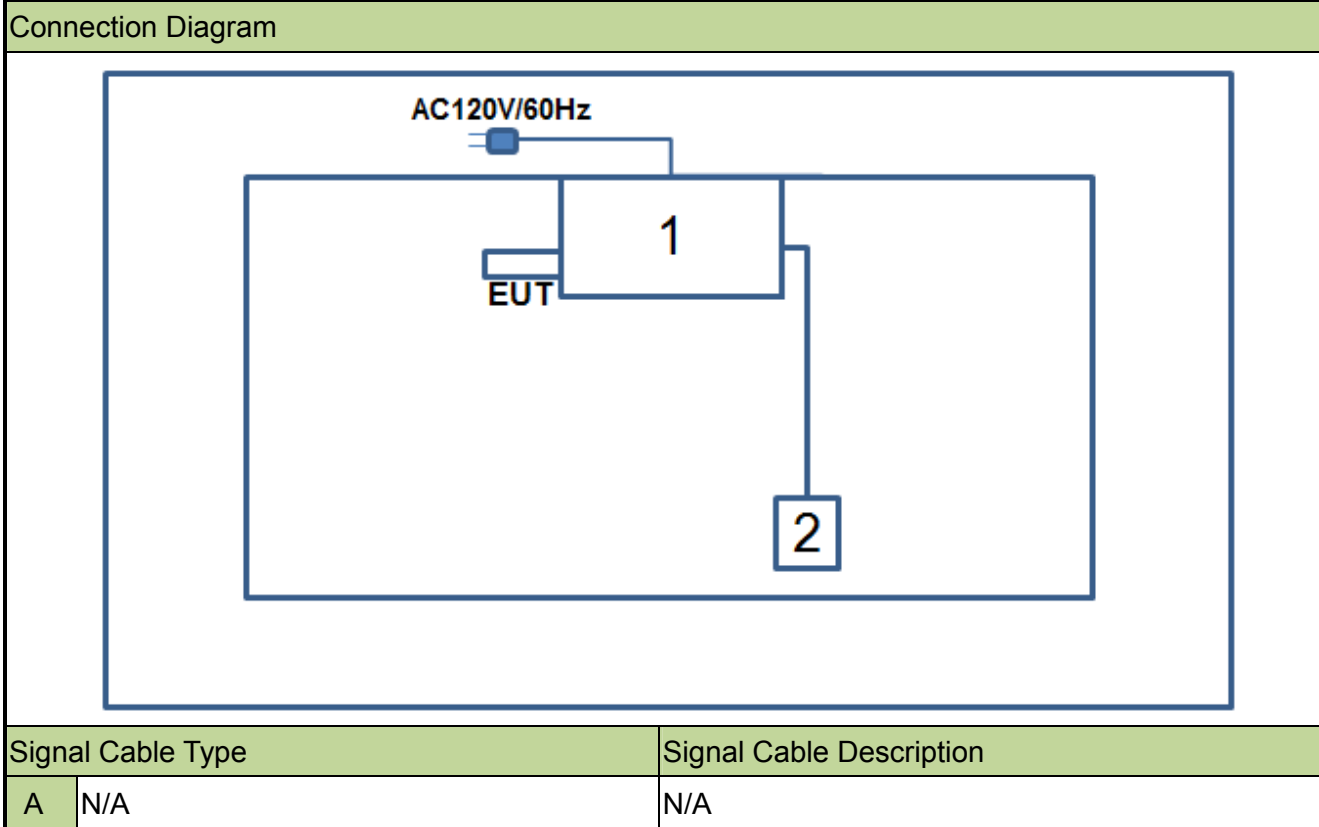 Connection Diagram
AC120V/60Hz
1
EUT
2
Signal Cable Type Signal Cable Description
A N/A N/A